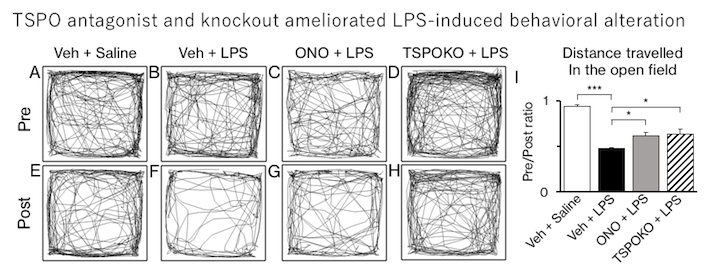 TSPO antagonist and knockout ameliorated LPS-induced behavioral alteration
Veh + Saline
Veh + LPS
ONO + LPS
TSPOKO + LPS
A
B
C
D
Pre
E
F
G
H
Post
I
Distance travelled
In the open field
***
*
*
1
0
Pre/Post ratio
Veh + Saline
Veh + LPS
ONO + LPS
TSPOKO + LPS